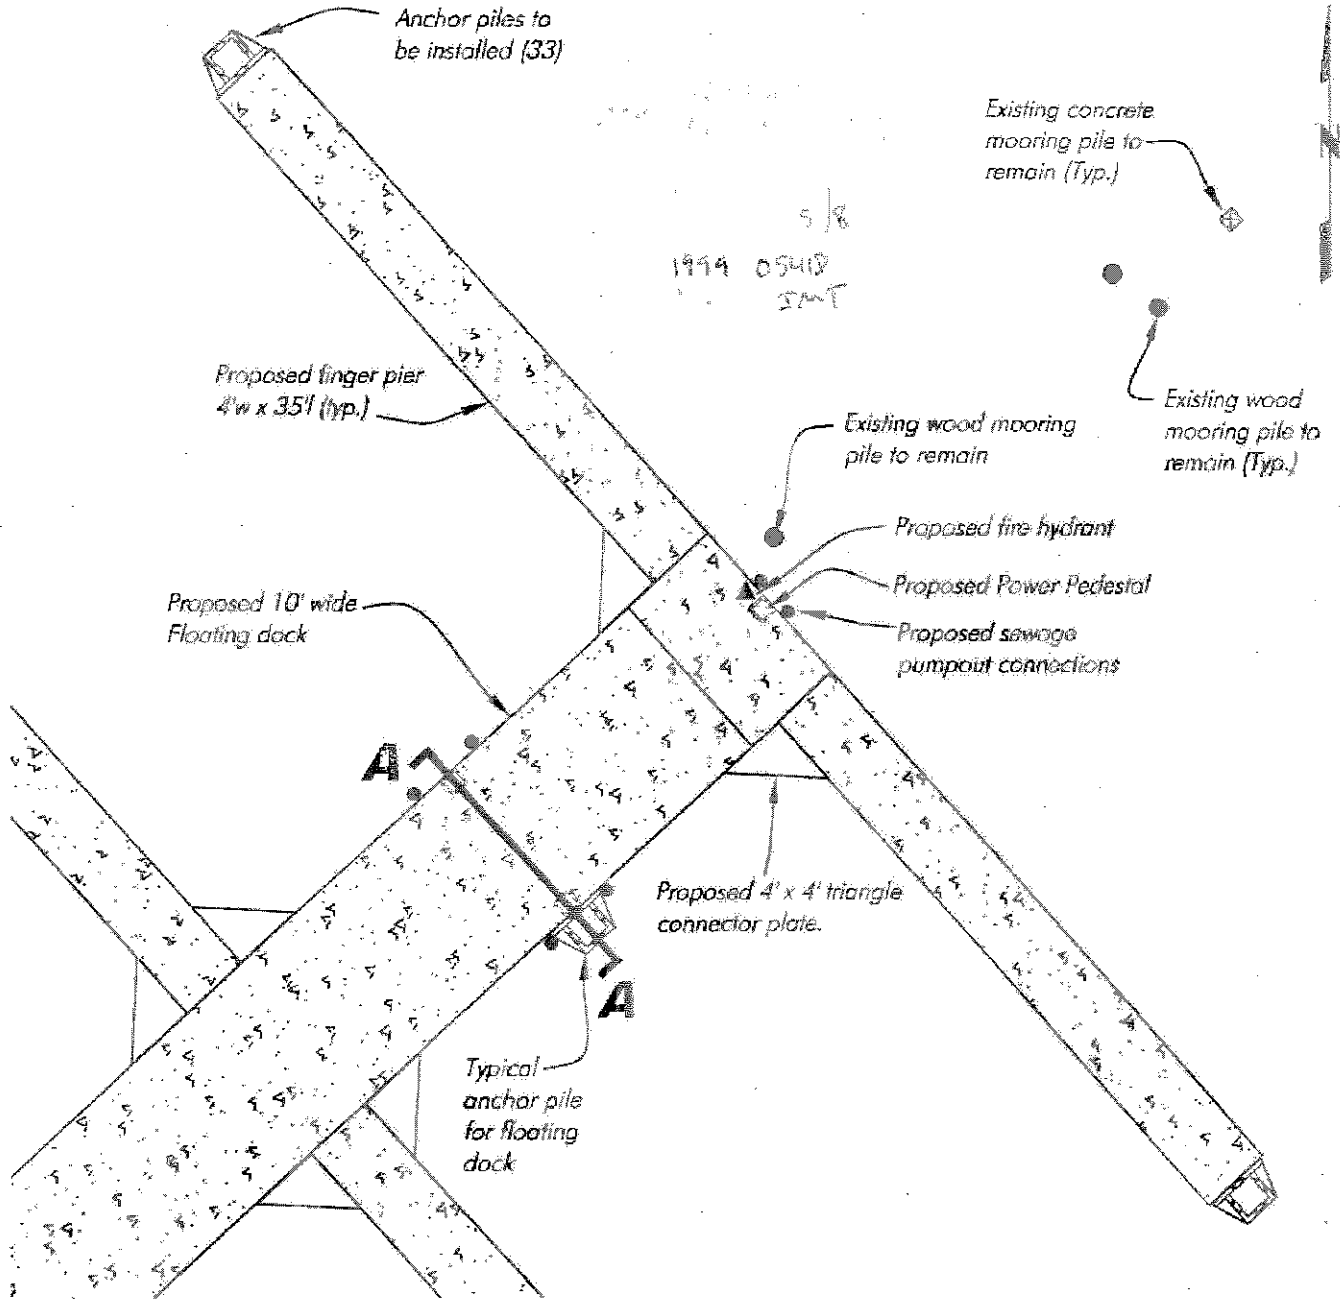 Anchor piles to
be installed (33)
Existing concrete
mooring pile to
remain (Typ.)
N
5/8
1999 05418
IMT
Proposed finger pier
4'w x 35'l (typ.)
Existing wood mooring
pile to remain
Existing wood
mooring pile to
remain (Typ.)
Proposed fire hydrant
Proposed Power Pedestal
Proposed sewage
pumpout connections
Proposed 10' wide
Floating dock
A
Proposed 4' x 4' triangle
connector plate.
A
Typical
anchor pile
for floating
dock